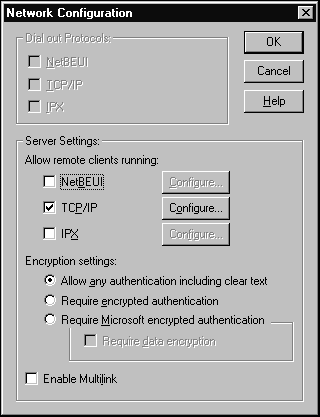 Network Configuration
Dial out Protocols:
NetBEUI
TCP/IP
IPX
OK
Cancel
Help
Server Settings:
Allow remote clients running:
NetBEUI Configure...
TCP/IP Configure...
IPX Configure...
Encryption settings:
Allow any authentication including clear text
Require encrypted authentication
Require Microsoft encrypted authentication
Require data encryption
Enable Multilink